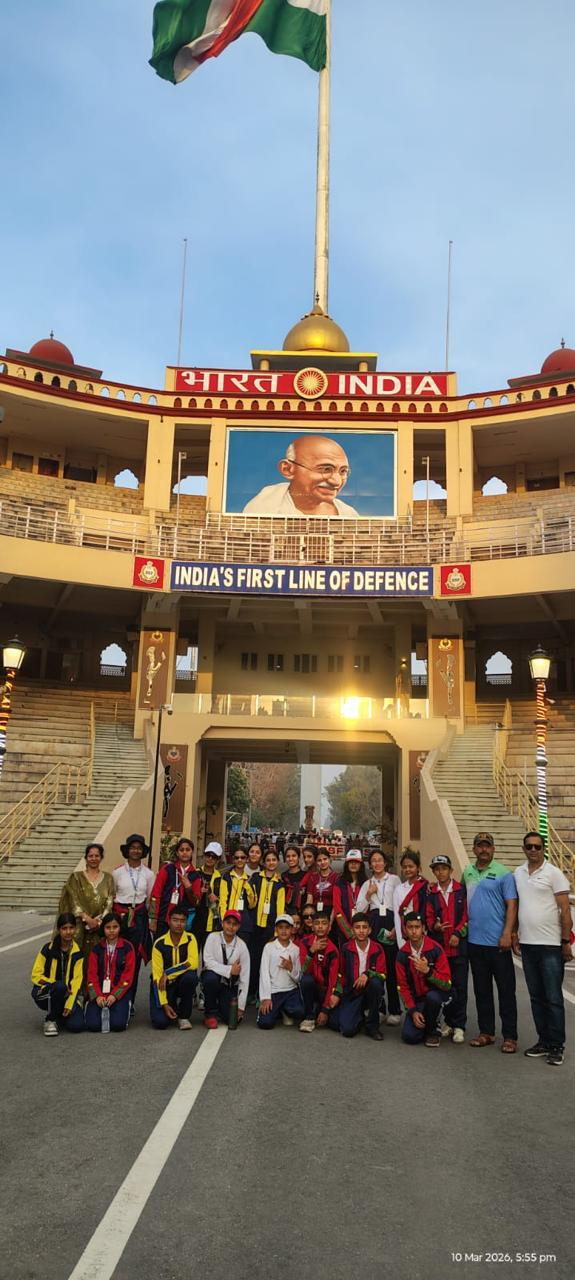 भारत INDIA
INDIA'S FIRST LINE OF DEFENCE
10 Mar 2026, 5:55 pm